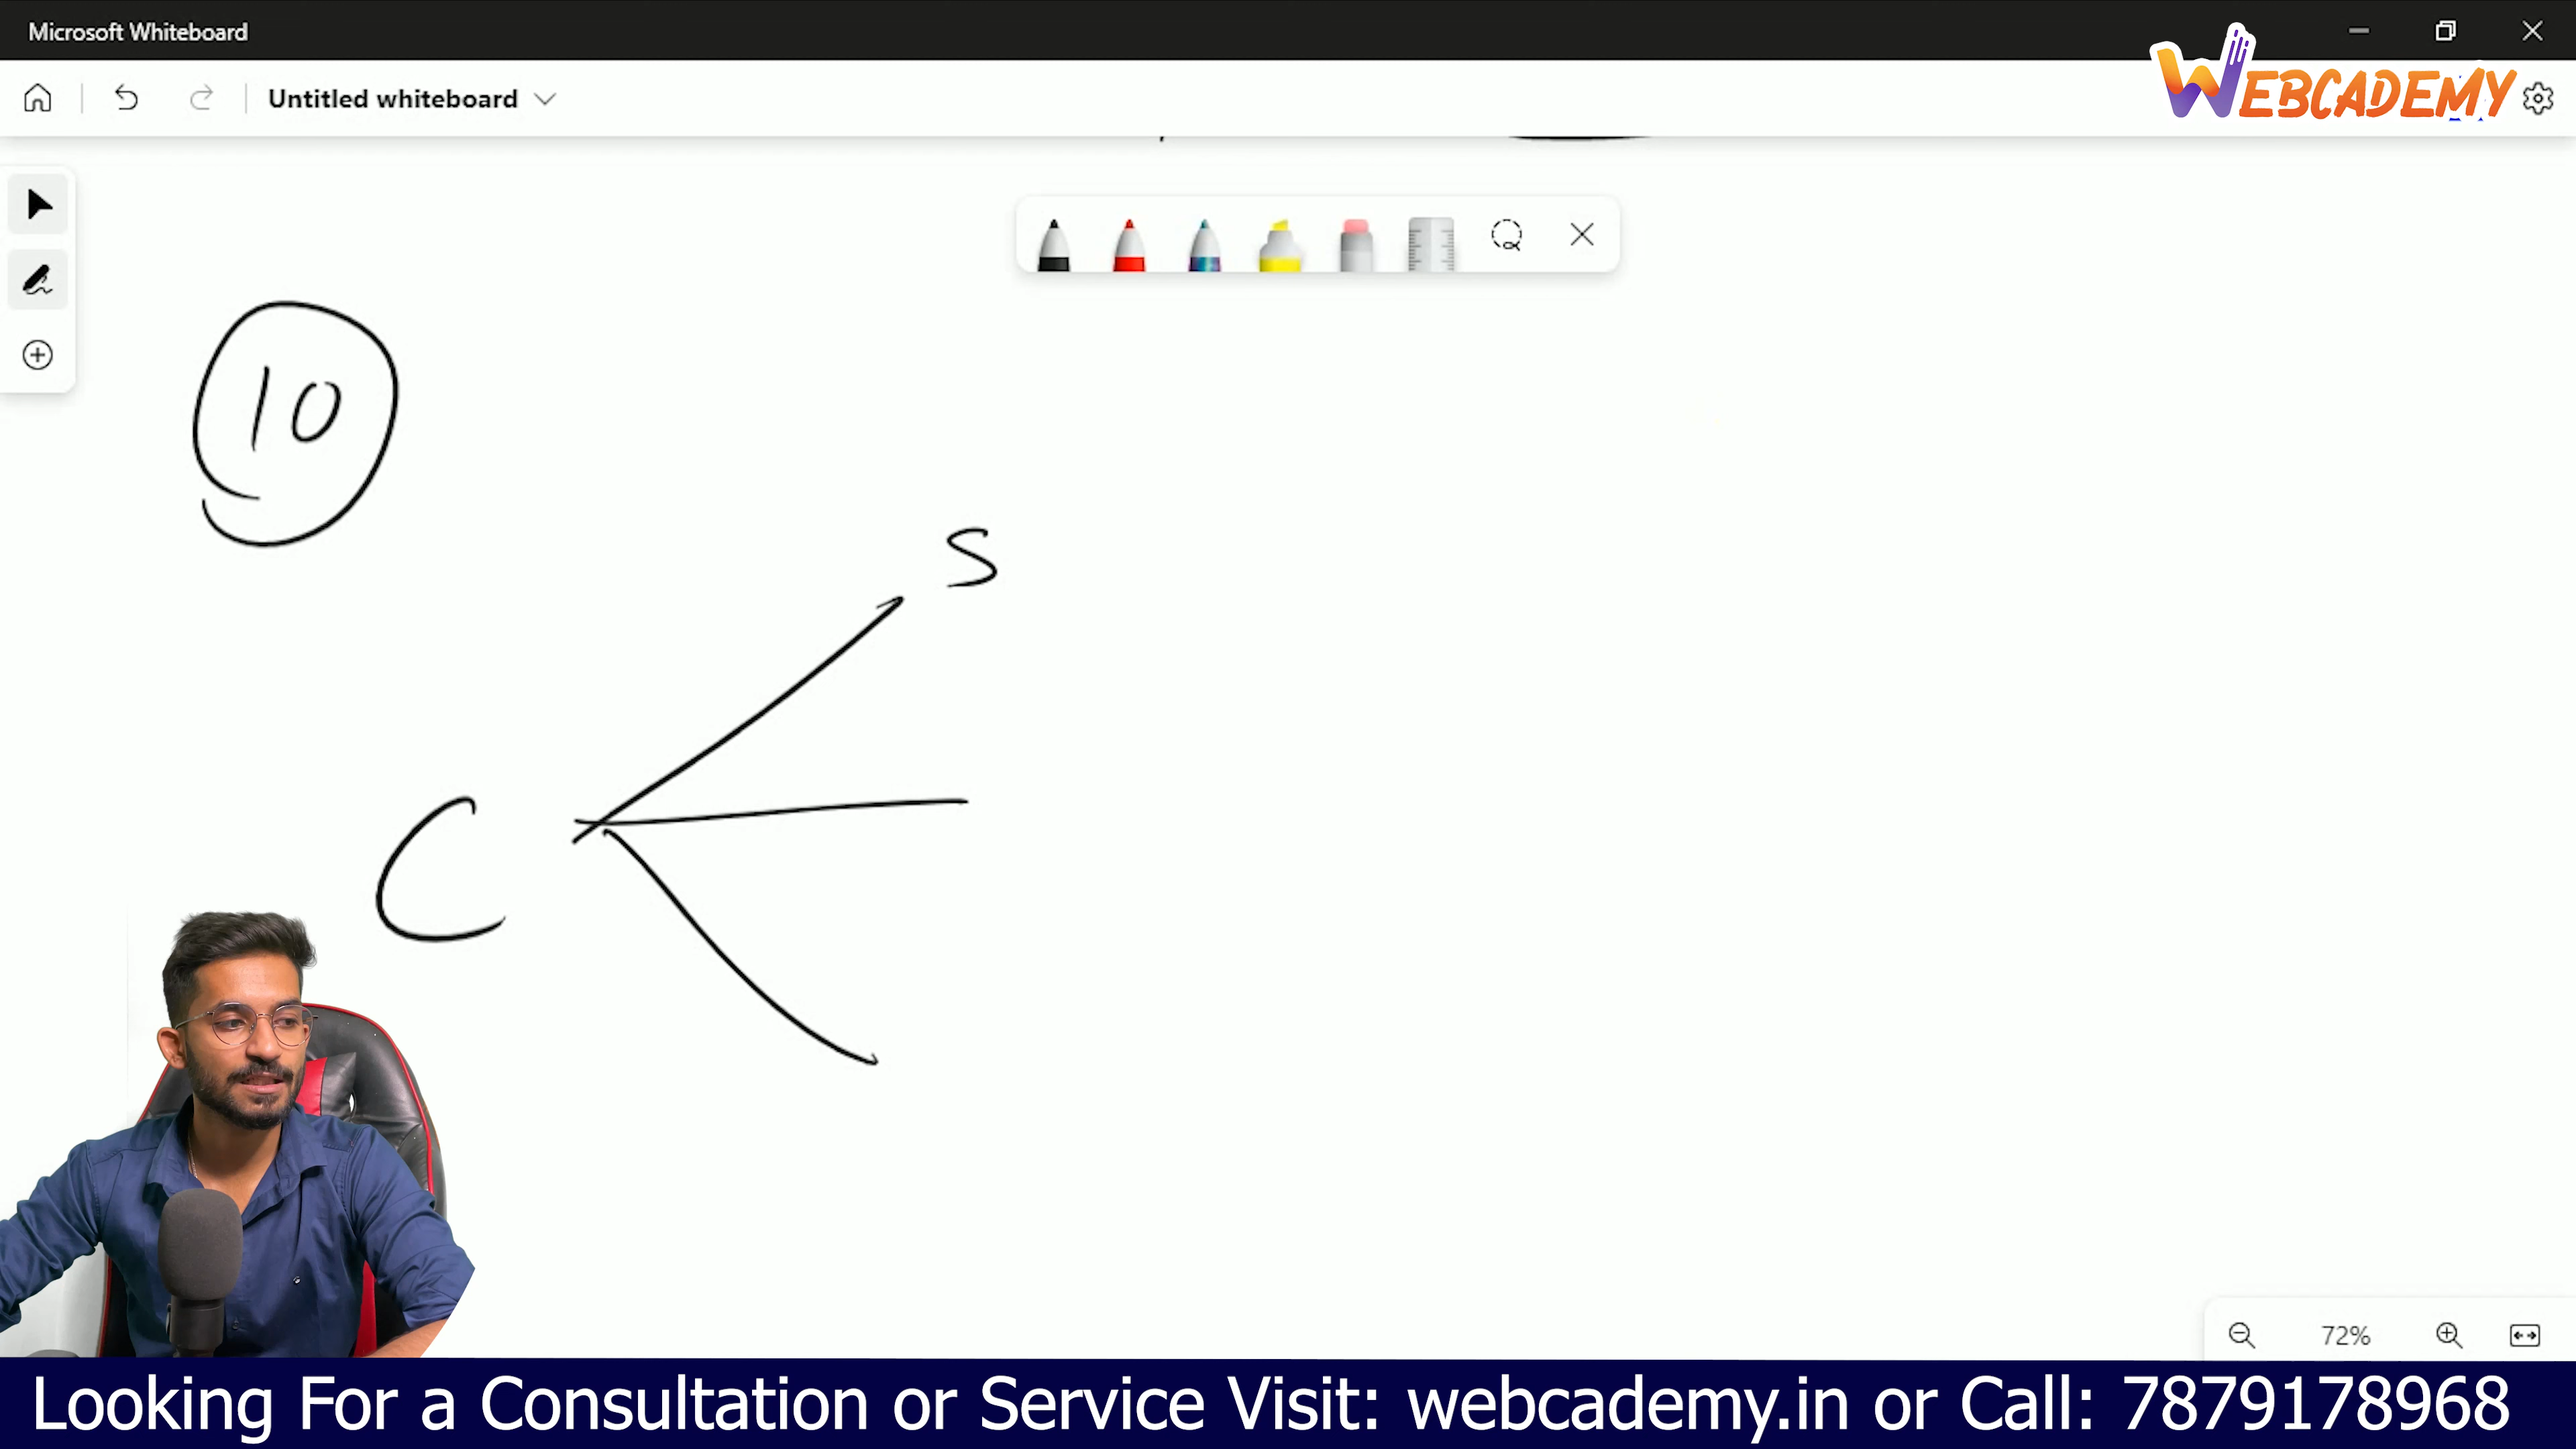 Microsoft Whiteboard
Untitled whiteboard
WEBCADEMY
10
S
C
72%
Looking For a Consultation or Service Visit: webcademy.in or Call: 7879178968